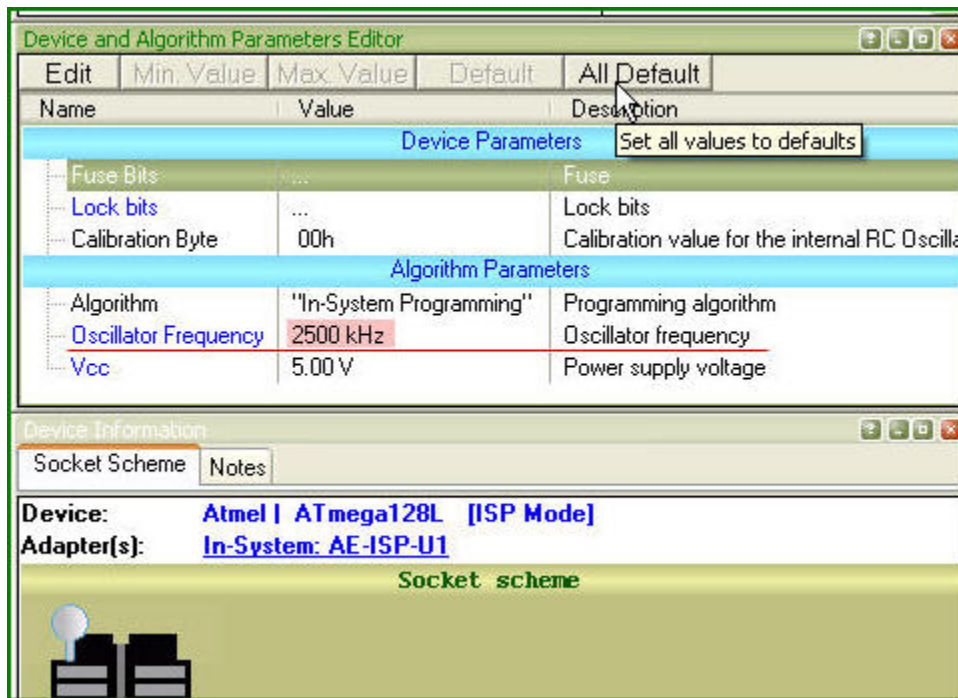 Device and Algorithm Parameters Editor
Edit Min. Value Max. Value Default All Default
Name Value Description
Device Parameters Set all values to defaults
Fuse Bits ... Fuse
Lock bits ... Lock bits
Calibration Byte 00h Calibration value for the internal RC Oscilla
Algorithm Parameters
Algorithm "In-System Programming" Programming algorithm
Oscillator Frequency 2500 kHz Oscillator frequency
Vcc 5.00 V Power supply voltage
Device Information
Socket Scheme Notes
Device: Atmel | ATmega128L [ISP Mode]
Adapter(s): In-System: AE-ISP-U1
Socket scheme